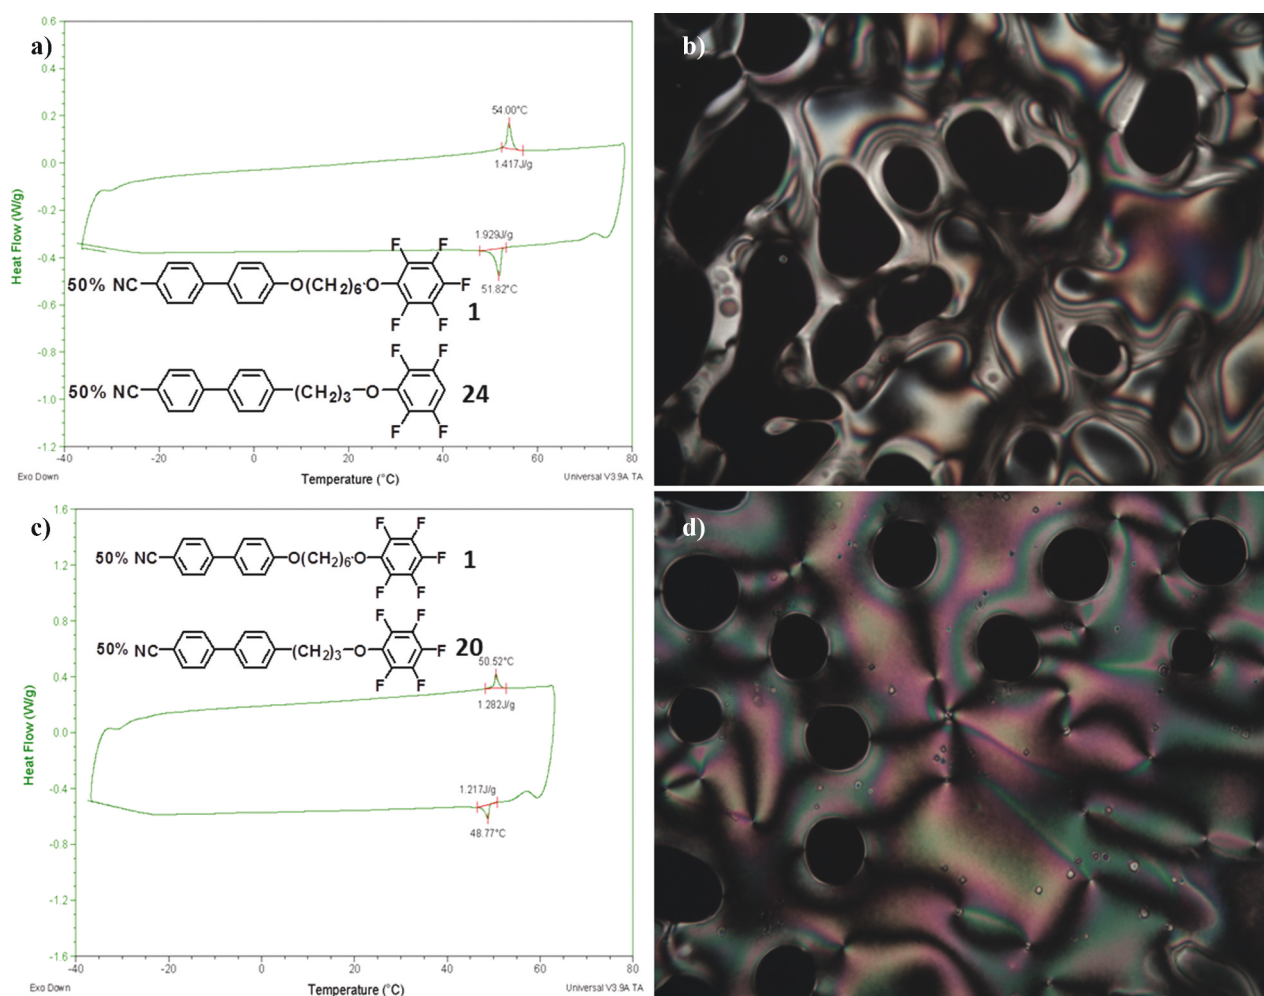 a)
0.6
0.4
0.2
0.0
-0.2
-0.4
-0.6
-0.8
-1.0
-1.2
Heat Flow (W/g)
54.00°C
1.417J/g
1.929J/g
51.82°C
50% NC O(CH2)6 O F F F F F 1
50% NC (CH2)3 O F F F F 24
-40 -20 0 20 40 60 80
Exo Down Temperature (°C) Universal V3.9A TA
b)
c)
1.6
1.2
0.8
0.4
0.0
-0.4
-0.8
-1.2
-1.6
Heat Flow (W/g)
50% NC O(CH2)6 O F F F F F 1
50% NC (CH2)3 O F F F F F 20
50.52°C
1.282J/g
1.217J/g
48.77°C
-40 -20 0 20 40 60 80
Exo Down Temperature (°C) Universal V3.9A TA
d)